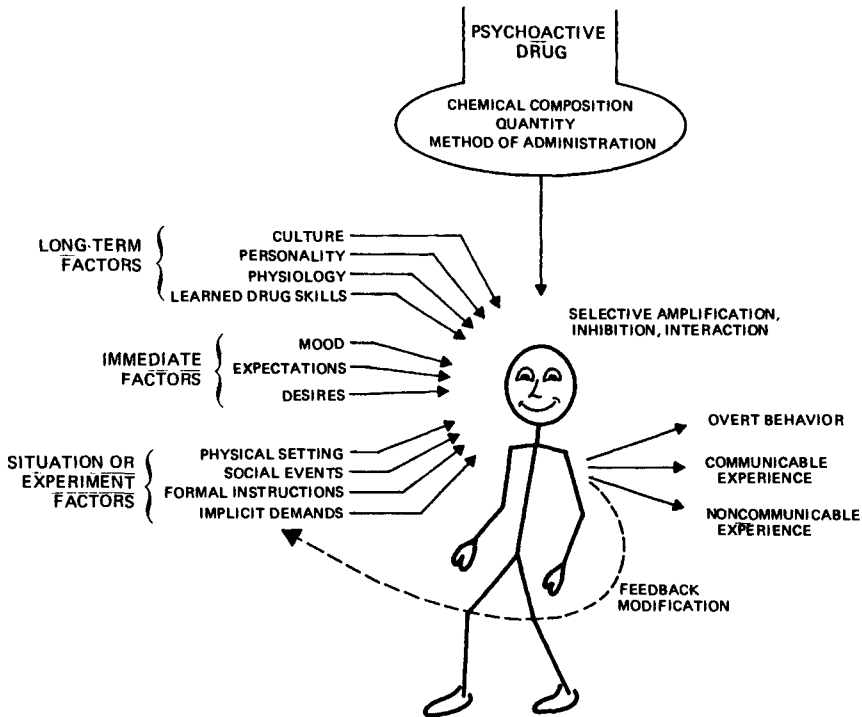 PSYCHOACTIVE
DRUG
CHEMICAL COMPOSITION
QUANTITY
METHOD OF ADMINISTRATION
LONG-TERM
FACTORS
CULTURE
PERSONALITY
PHYSIOLOGY
LEARNED DRUG SKILLS
SELECTIVE AMPLIFICATION,
INHIBITION, INTERACTION
IMMEDIATE
FACTORS
MOOD
EXPECTATIONS
DESIRES
SITUATION OR
EXPERIMENT
FACTORS
PHYSICAL SETTING
SOCIAL EVENTS
FORMAL INSTRUCTIONS
IMPLICIT DEMANDS
OVERT BEHAVIOR
COMMUNICABLE
EXPERIENCE
NONCOMMUNICABLE
EXPERIENCE
FEEDBACK
MODIFICATION